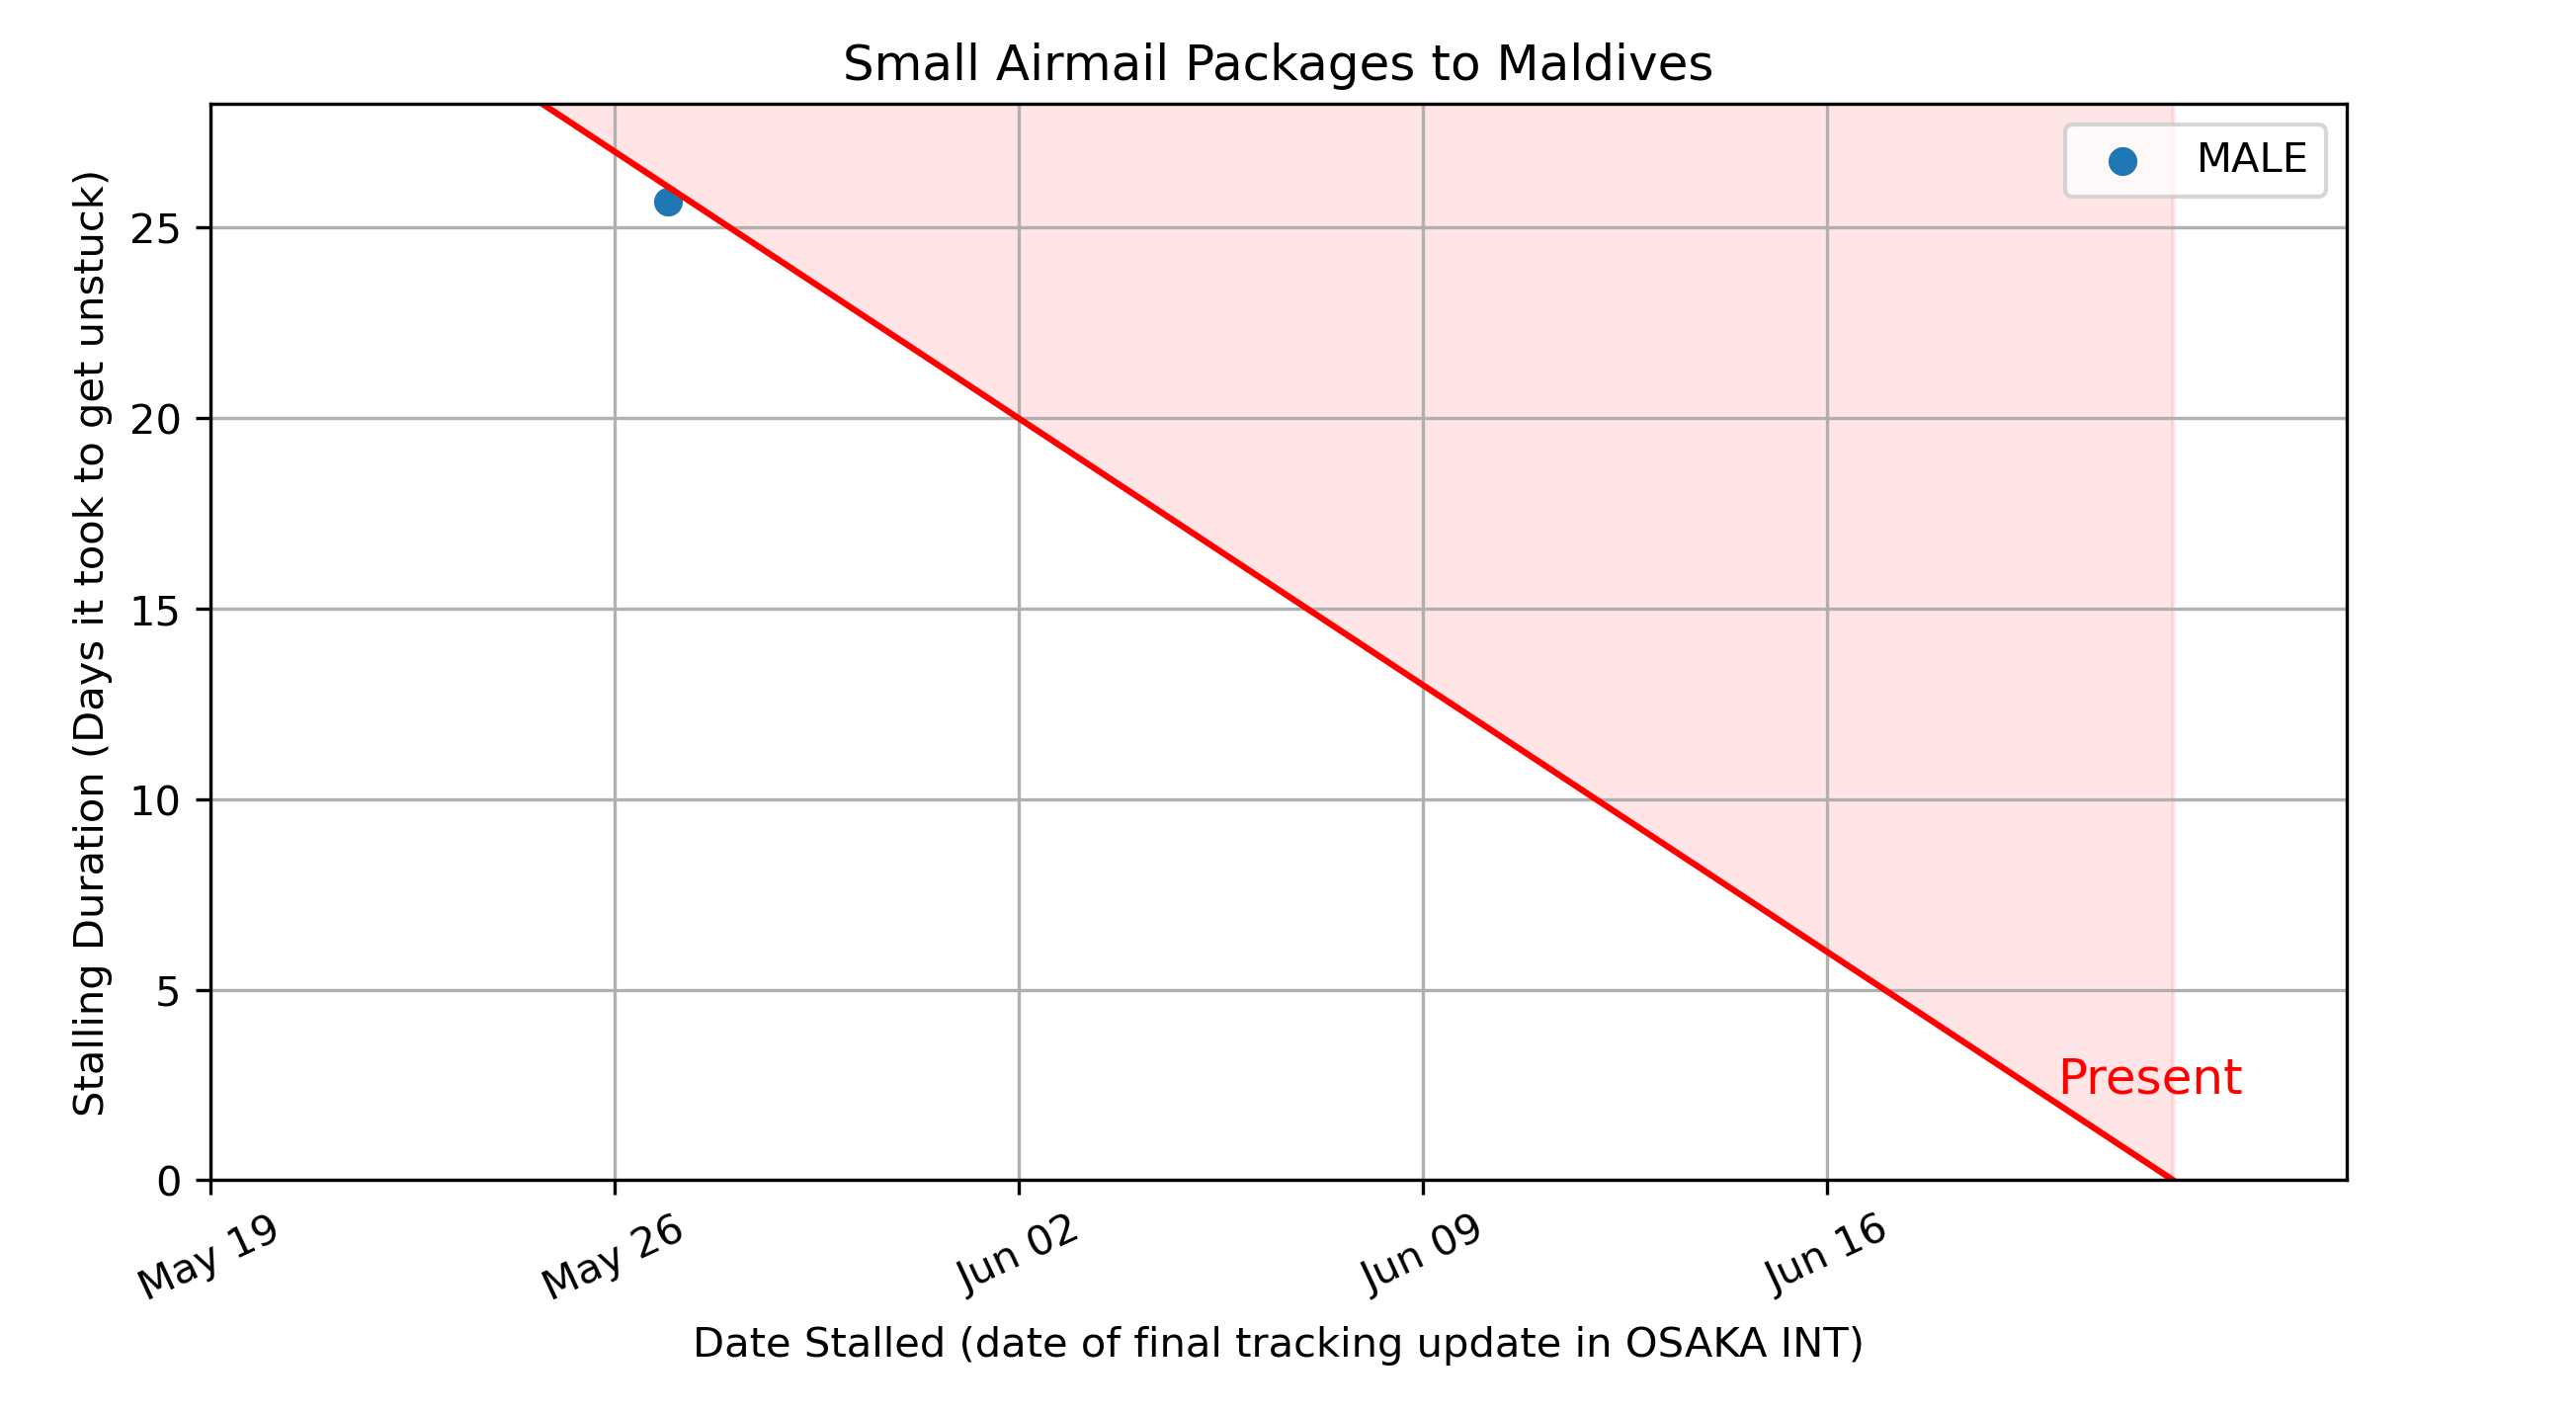 Small Airmail Packages to Maldives
MALE
Stalling Duration (Days it took to get unstuck)
25
20
15
10
5
0
Present
May 19
May 26
Jun 02
Jun 09
Jun 16
Date Stalled (date of final tracking update in OSAKA INT)